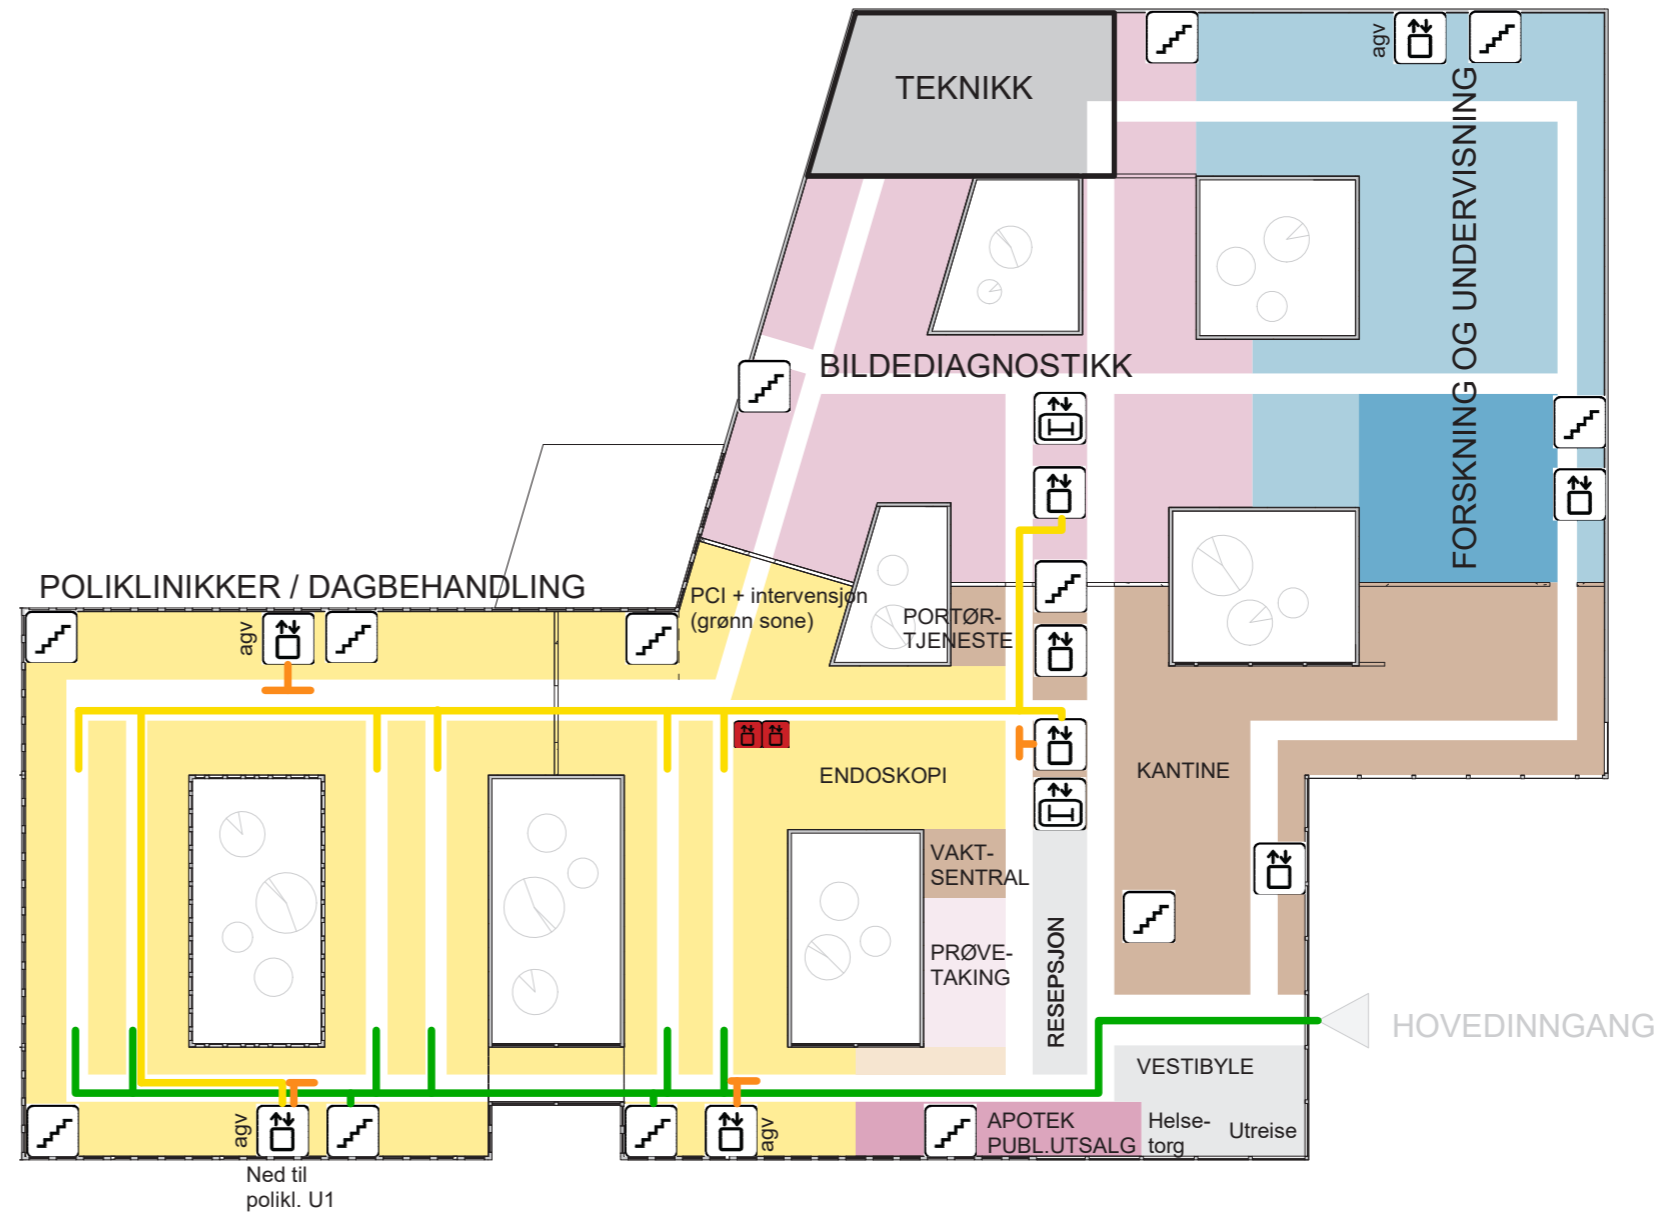 agv
TEKNIKK
FORSKNING OG UNDERVISNING
BILDEDIAGNOSTIKK
POLIKLINIKKER / DAGBEHANDLING
PCI + intervensjon
(grønn sone)
PORTØR-
TJENESTE
agv
ENDOSKOPI
KANTINE
VAKT-
SENTRAL
PRØVE-
TAKING
RESEPSJON
HOVEDINNGANG
VESTIBYLE
agv
agv
APOTEK
PUBL.UTSALG
Helse-
torg
Utreise
Ned til
polikl. U1